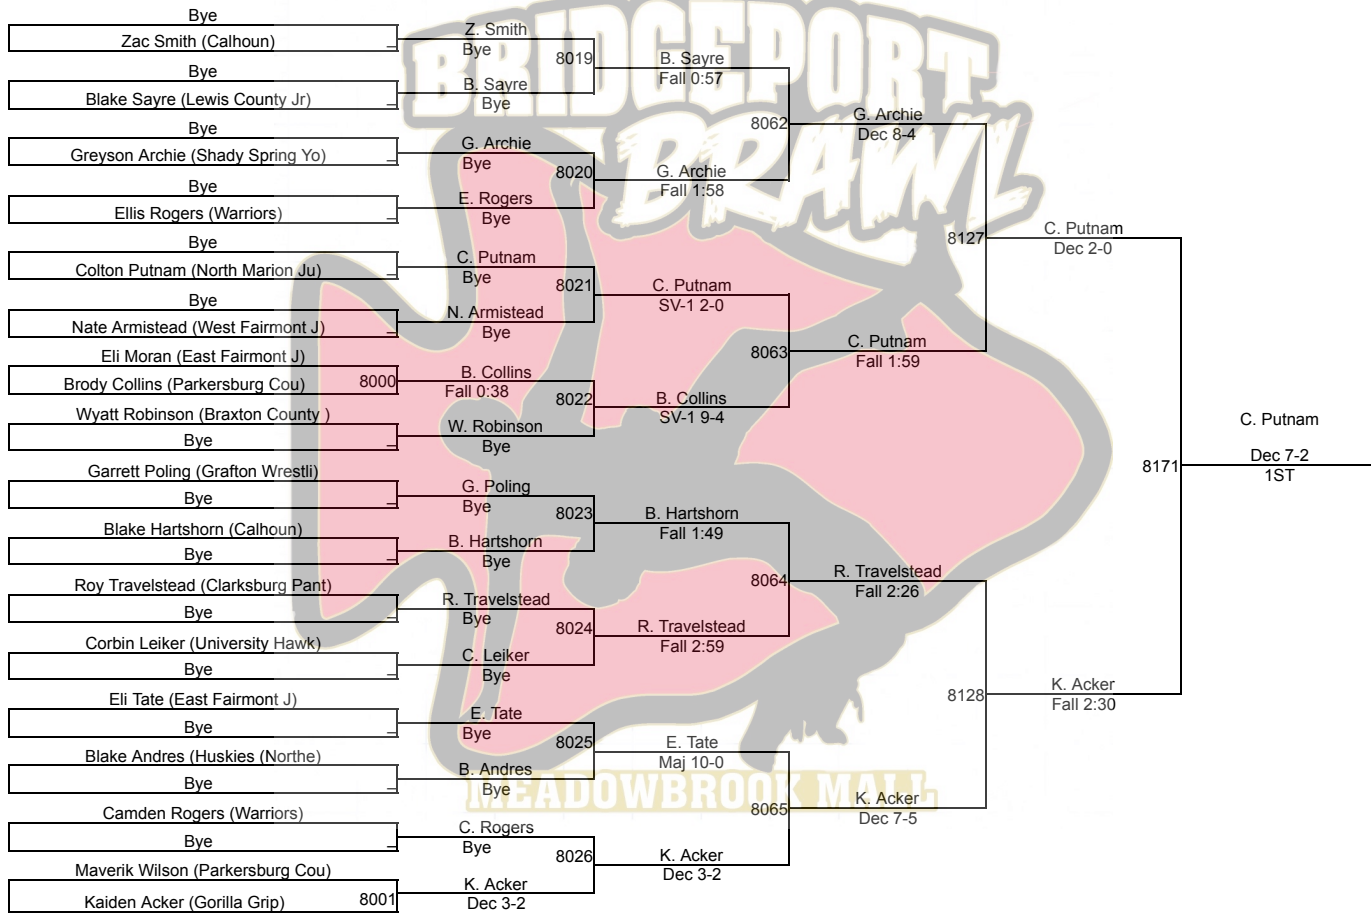 BRIDGEPORT
BRAWL
MEADOWBROOK MALL
Bye
Zac Smith (Calhoun)
Bye
Blake Sayre (Lewis County Jr)
Bye
Greyson Archie (Shady Spring Yo)
Bye
Ellis Rogers (Warriors)
Bye
Colton Putnam (North Marion Ju)
Bye
Nate Armistead (West Fairmont J)
Eli Moran (East Fairmont J)
Brody Collins (Parkersburg Cou)
8000
Wyatt Robinson (Braxton County )
Bye
Garrett Poling (Grafton Wrestli)
Bye
Blake Hartshorn (Calhoun)
Bye
Roy Travelstead (Clarksburg Pant)
Bye
Corbin Leiker (University Hawk)
Bye
Eli Tate (East Fairmont J)
Bye
Blake Andres (Huskies (Northe)
Bye
Camden Rogers (Warriors)
Bye
Maverik Wilson (Parkersburg Cou)
Kaiden Acker (Gorilla Grip)
8001
Z. Smith
Bye
8019
B. Sayre
Bye
G. Archie
Bye
8020
E. Rogers
Bye
C. Putnam
Bye
8021
N. Armistead
Bye
B. Collins
Fall 0:38
8022
W. Robinson
Bye
G. Poling
Bye
8023
B. Hartshorn
Bye
R. Travelstead
Bye
8024
C. Leiker
Bye
E. Tate
Bye
8025
B. Andres
Bye
C. Rogers
Bye
8026
K. Acker
Dec 3-2
B. Sayre
Fall 0:57
8062
G. Archie
Fall 1:58
C. Putnam
SV-1 2-0
8063
B. Collins
SV-1 9-4
B. Hartshorn
Fall 1:49
8064
R. Travelstead
Fall 2:59
E. Tate
Maj 10-0
8065
K. Acker
Dec 3-2
G. Archie
Dec 8-4
8127
C. Putnam
Fall 1:59
R. Travelstead
Fall 2:26
8128
K. Acker
Dec 7-5
C. Putnam
Dec 2-0
8171
K. Acker
Fall 2:30
C. Putnam
Dec 7-2
1ST